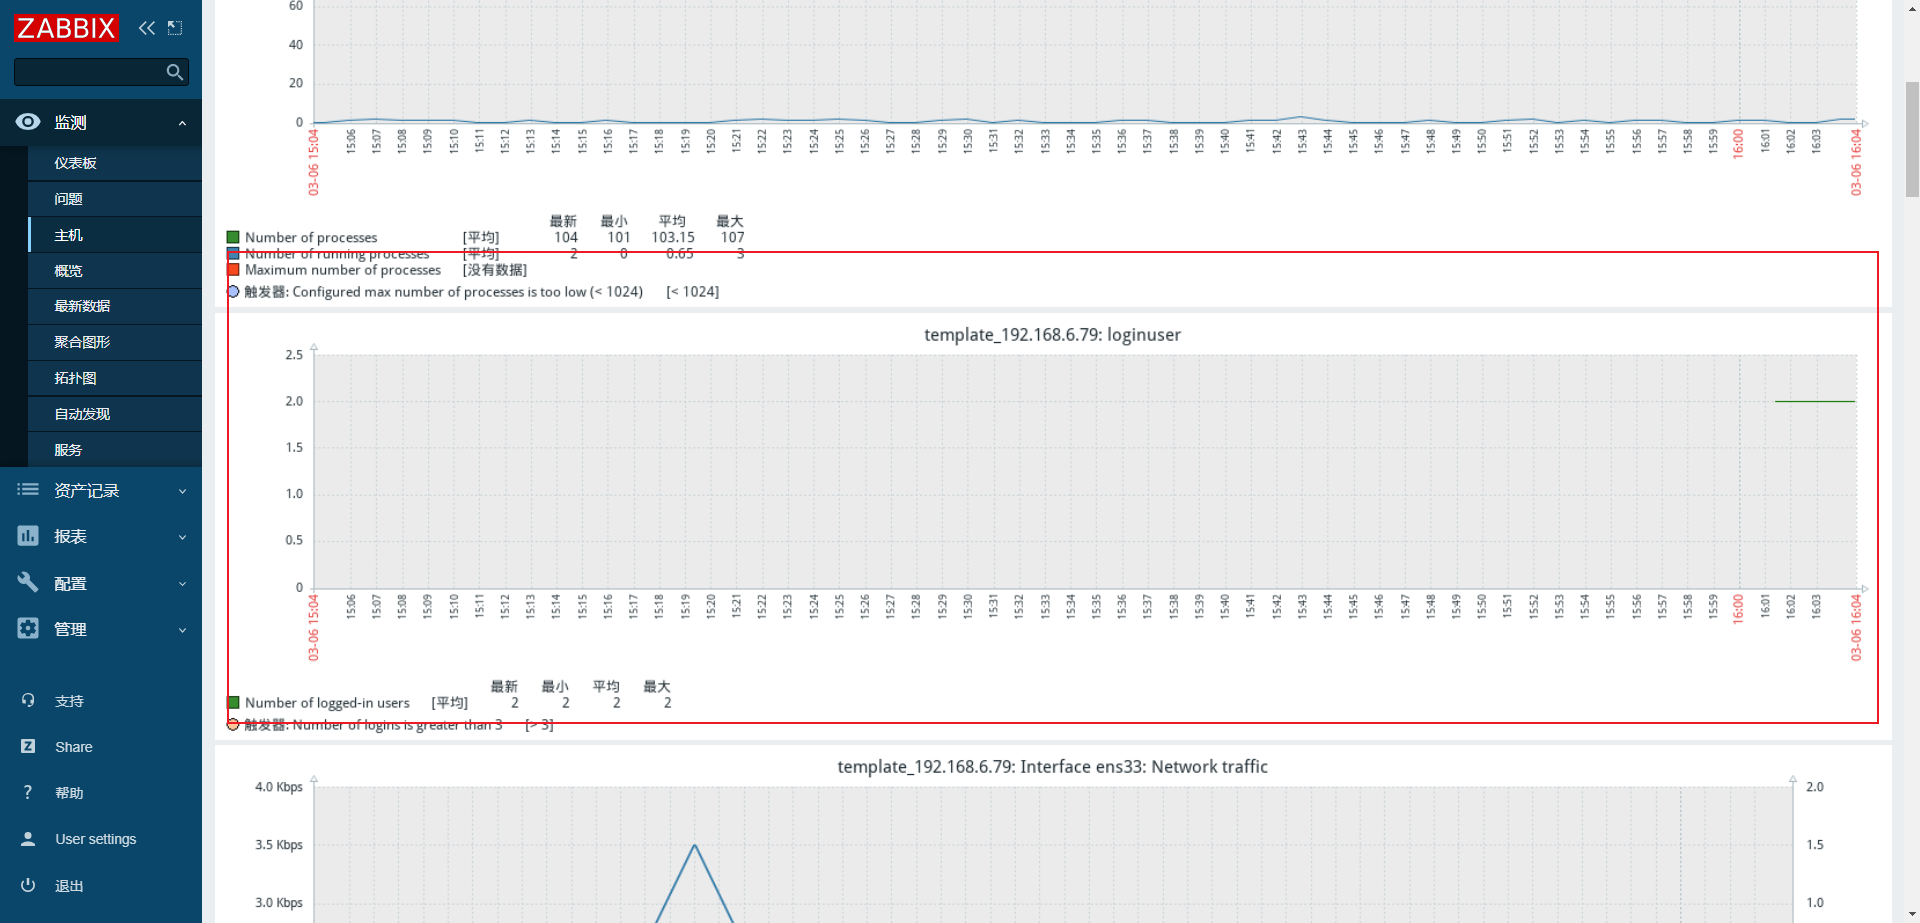 ZABBIX
监测
仪表板
问题
主机
概览
最新数据
聚合图形
拓扑图
自动发现
服务
资产记录
报表
配置
管理
支持
Share
帮助
User settings
退出
60
40
20
0
03-06 15:04 15:06 15:07 15:08 15:09 15:10 15:11 15:12 15:13 15:14 15:15 15:16 15:17 15:18 15:19 15:20 15:21 15:22 15:23 15:24 15:25 15:26 15:27 15:28 15:29 15:30 15:31 15:32 15:33 15:34 15:35 15:36 15:37 15:38 15:39 15:40 15:41 15:42 15:43 15:44 15:45 15:46 15:47 15:48 15:49 15:50 15:51 15:52 15:53 15:54 15:55 15:56 15:57 15:58 15:59 16:00 16:01 16:02 16:03 03-06 16:04
最新 最小 平均 最大
Number of processes [平均] 104 101 103.15 107
Number of running processes [平均] 2 0 0.65 3
Maximum number of processes [没有数据]
触发器: Configured max number of processes is too low (< 1024) [< 1024]
template_192.168.6.79: loginuser
2.5
2.0
1.5
1.0
0.5
0
03-06 15:04 15:06 15:07 15:08 15:09 15:10 15:11 15:12 15:13 15:14 15:15 15:16 15:17 15:18 15:19 15:20 15:21 15:22 15:23 15:24 15:25 15:26 15:27 15:28 15:29 15:30 15:31 15:32 15:33 15:34 15:35 15:36 15:37 15:38 15:39 15:40 15:41 15:42 15:43 15:44 15:45 15:46 15:47 15:48 15:49 15:50 15:51 15:52 15:53 15:54 15:55 15:56 15:57 15:58 15:59 16:00 16:01 16:02 16:03 03-06 16:04
最新 最小 平均 最大
Number of logged-in users [平均] 2 2 2 2
触发器: Number of logins is greater than 3 [> 3]
template_192.168.6.79: Interface ens33: Network traffic
4.0 Kbps 2.0
3.5 Kbps 1.5
3.0 Kbps 1.0